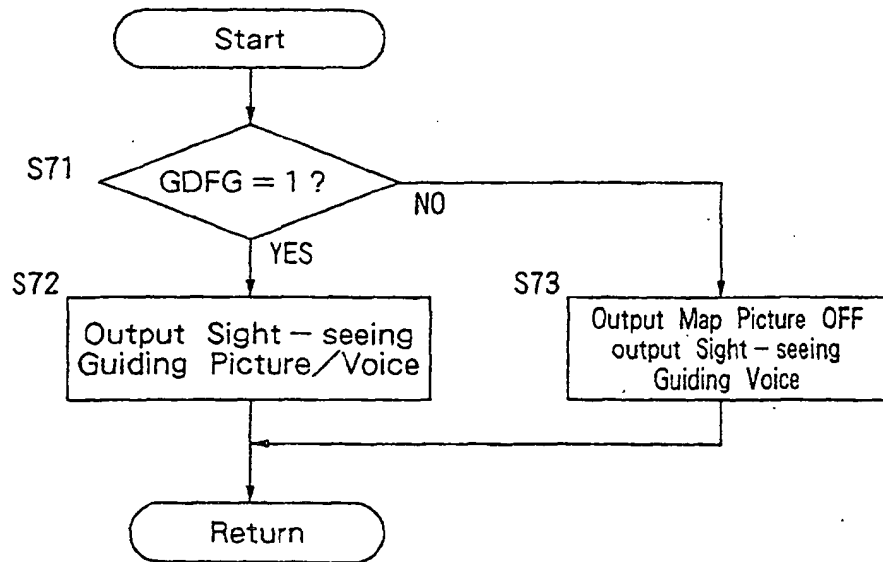 Start
S71
GDFG = 1 ?
NO
YES
S72
Output Sight-seeing
Guiding Picture/Voice
S73
Output Map Picture OFF
output Sight-seeing
Guiding Voice
Return